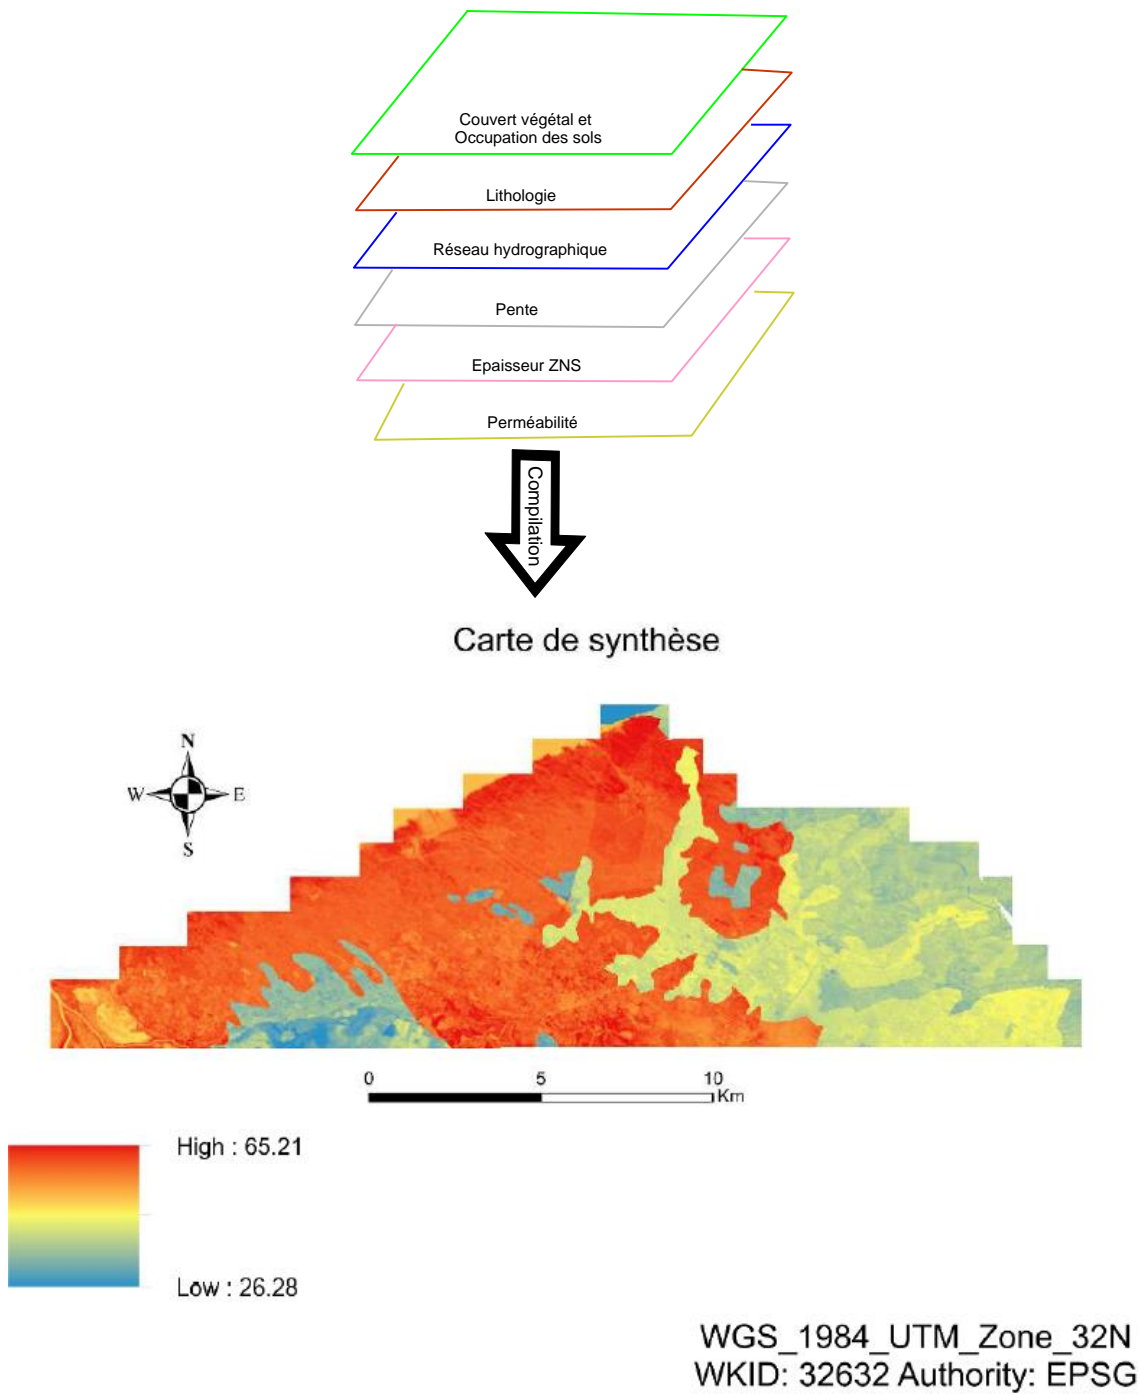 Couvert végétal et
Occupation des sols
Lithologie
Réseau hydrographique
Pente
Epaisseur ZNS
Perméabilité
Compilation
Carte de synthèse
N
W E
S
0 5 10
Km
High : 65.21
Low : 26.28
WGS_1984_UTM_Zone_32N
WKID: 32632 Authority: EPSG